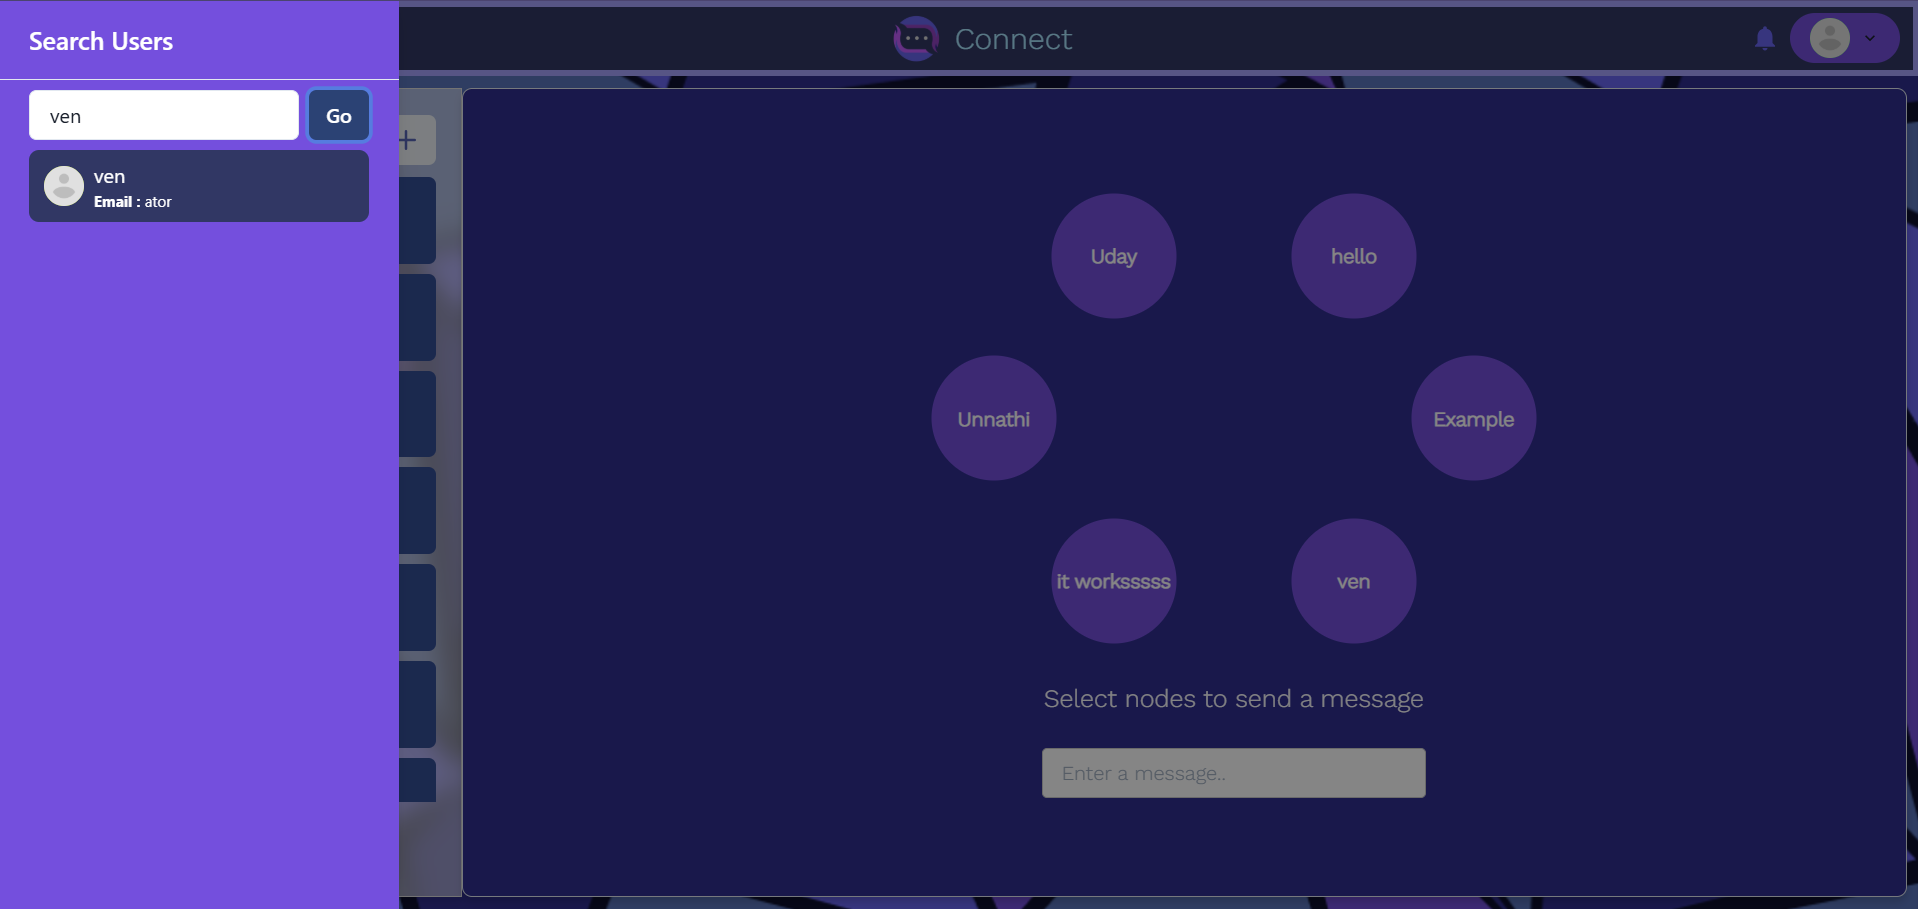 Search Users
ven
Go
ven
Email : ator
Connect
Uday
hello
Unnathi
Example
it worksssss
ven
Select nodes to send a message
Enter a message..